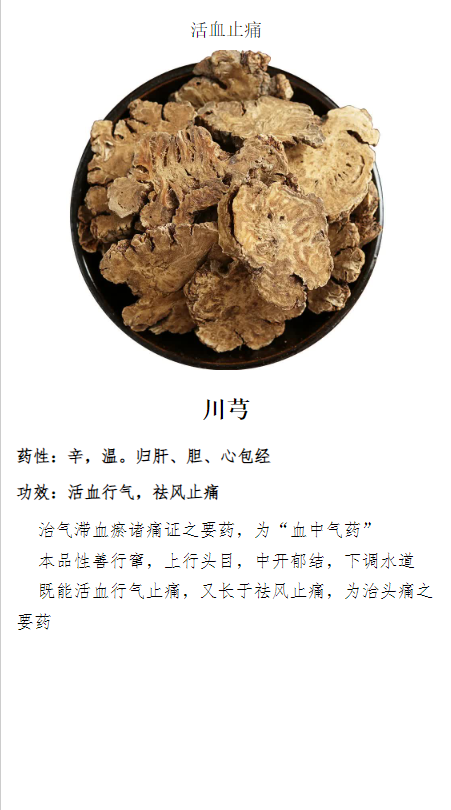 活血止痛
川芎
药性：辛，温。归肝、胆、心包经
功效：活血行气，祛风止痛
治气滞血瘀诸痛证之要药，为“血中气药”
本品性善行窜，上行头目，中开郁结，下调水道
既能活血行气止痛，又长于祛风止痛，为治头痛之
要药